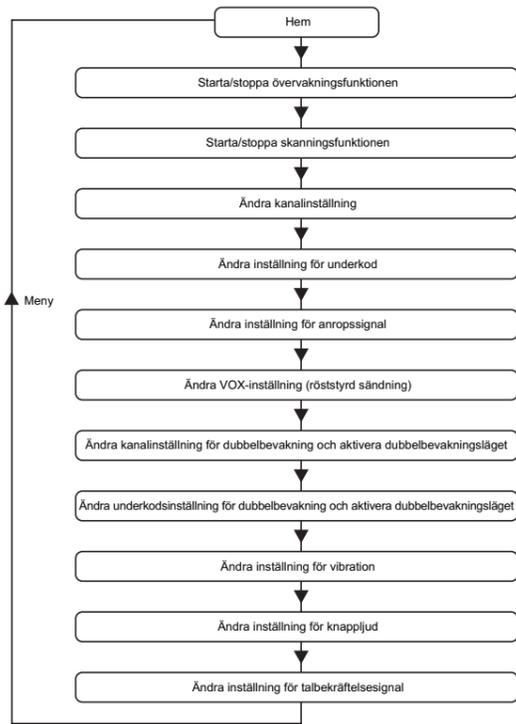 Hem
Starta/stoppa övervakningsfunktionen
Starta/stoppa skanningsfunktionen
Ändra kanalinställning
Ändra inställning för underkod
Meny
Ändra inställning för anropssignal
Ändra VOX-inställning (röststyrd sändning)
Ändra kanalinställning för dubbelbevakning och aktivera dubbelbevakningsläget
Ändra underkodsinställning för dubbelbevakning och aktivera dubbelbevakningsläget
Ändra inställning för vibration
Ändra inställning för knappljud
Ändra inställning för talbekräftelsesignal